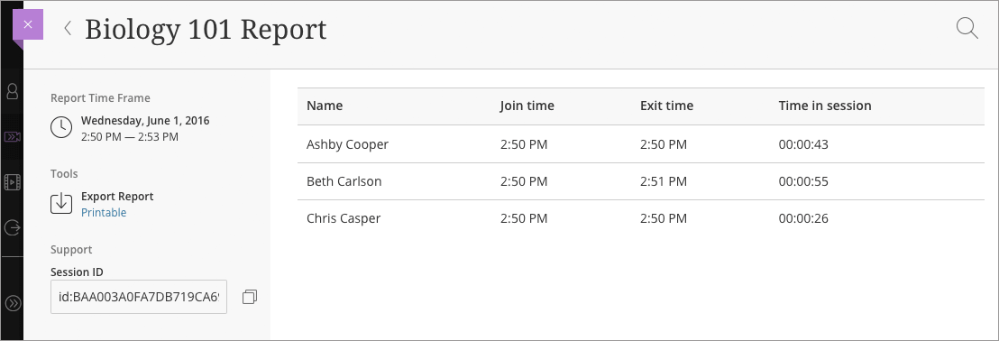 Biology 101 Report
Report Time Frame
Wednesday, June 1, 2016
2:50 PM — 2:53 PM
Tools
Export Report
Printable
Support
Session ID
id:BAA003A0FA7DB719CA6
Name Join time Exit time Time in session
Ashby Cooper 2:50 PM 2:50 PM 00:00:43
Beth Carlson 2:50 PM 2:51 PM 00:00:55
Chris Casper 2:50 PM 2:50 PM 00:00:26